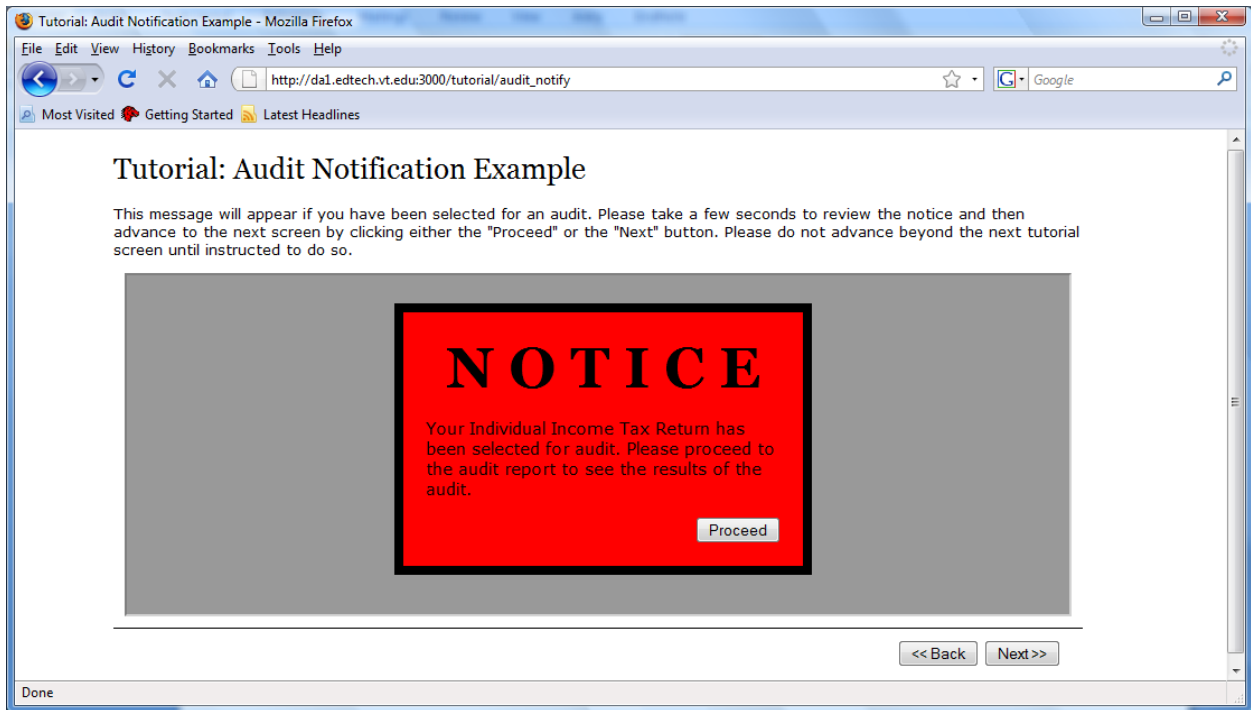 Tutorial: Audit Notification Example - Mozilla Firefox
File Edit View History Bookmarks Tools Help
http://da1.edtech.vt.edu:3000/tutorial/audit_notify
G Google
Most Visited Getting Started Latest Headlines
Tutorial: Audit Notification Example
This message will appear if you have been selected for an audit. Please take a few seconds to review the notice and then
advance to the next screen by clicking either the "Proceed" or the "Next" button. Please do not advance beyond the next tutorial
screen until instructed to do so.
N O T I C E
Your Individual Income Tax Return has
been selected for audit. Please proceed to
the audit report to see the results of the
audit.
Proceed
<< Back Next >>
Done